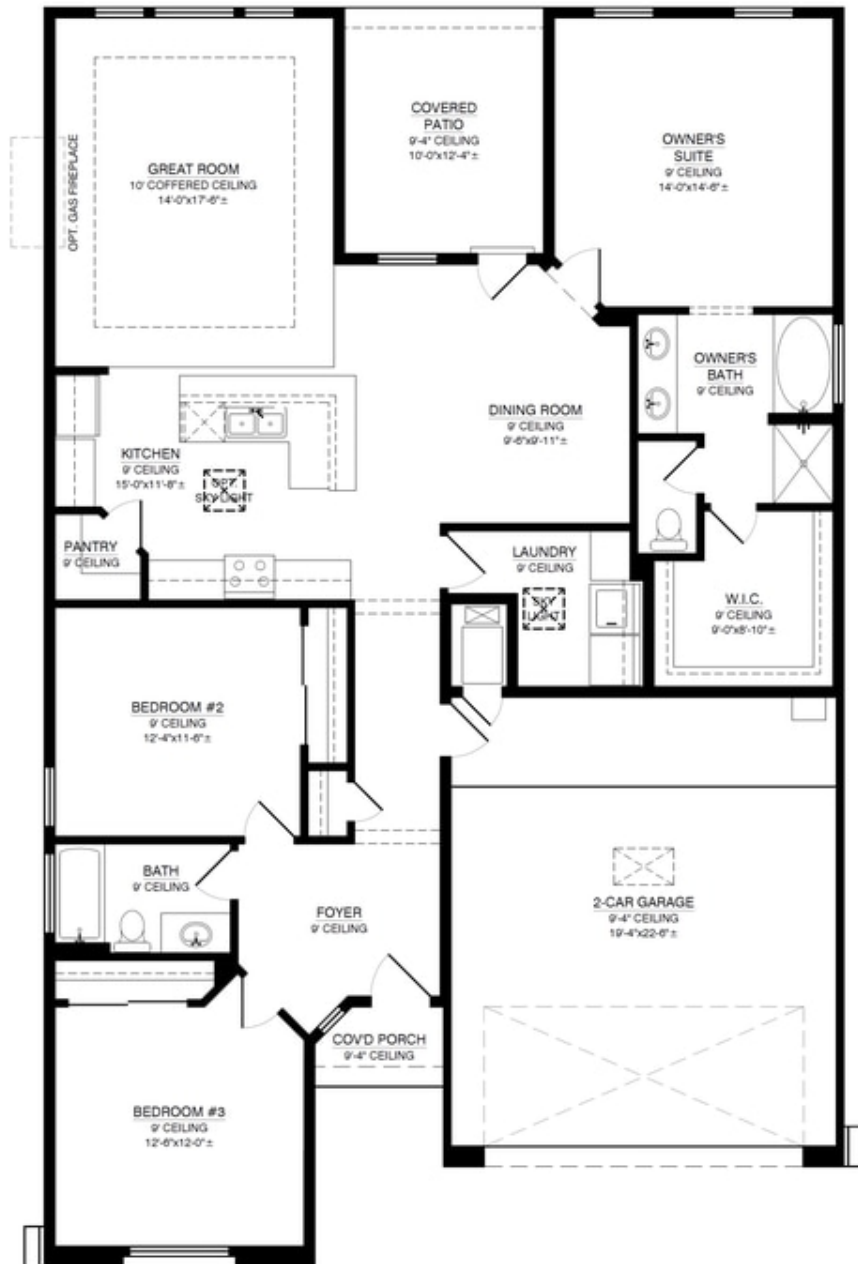 GREAT ROOM
10' COFFERED CEILING
14'-0"x17'-6"±
OPT. GAS FIREPLACE
COVERED
PATIO
9'-4" CEILING
10'-0"x12'-4"±
OWNER'S
SUITE
9' CEILING
14'-0"x14'-6"±
OWNER'S
BATH
9' CEILING
DINING ROOM
9' CEILING
9'-6"x9'-11"±
KITCHEN
9' CEILING
15'-0"x11'-8"±
OPT.
SKYLIGHT
PANTRY
9' CEILING
LAUNDRY
9' CEILING
SKY
LIGHT
W.I.C.
9' CEILING
9'-0"x8'-10"±
BEDROOM #2
9' CEILING
12'-4"x11'-6"±
BATH
9' CEILING
FOYER
9' CEILING
2-CAR GARAGE
9'-4" CEILING
19'-4"x22'-6"±
COV'D PORCH
9'-4" CEILING
BEDROOM #3
9' CEILING
12'-6"x12'-0"±